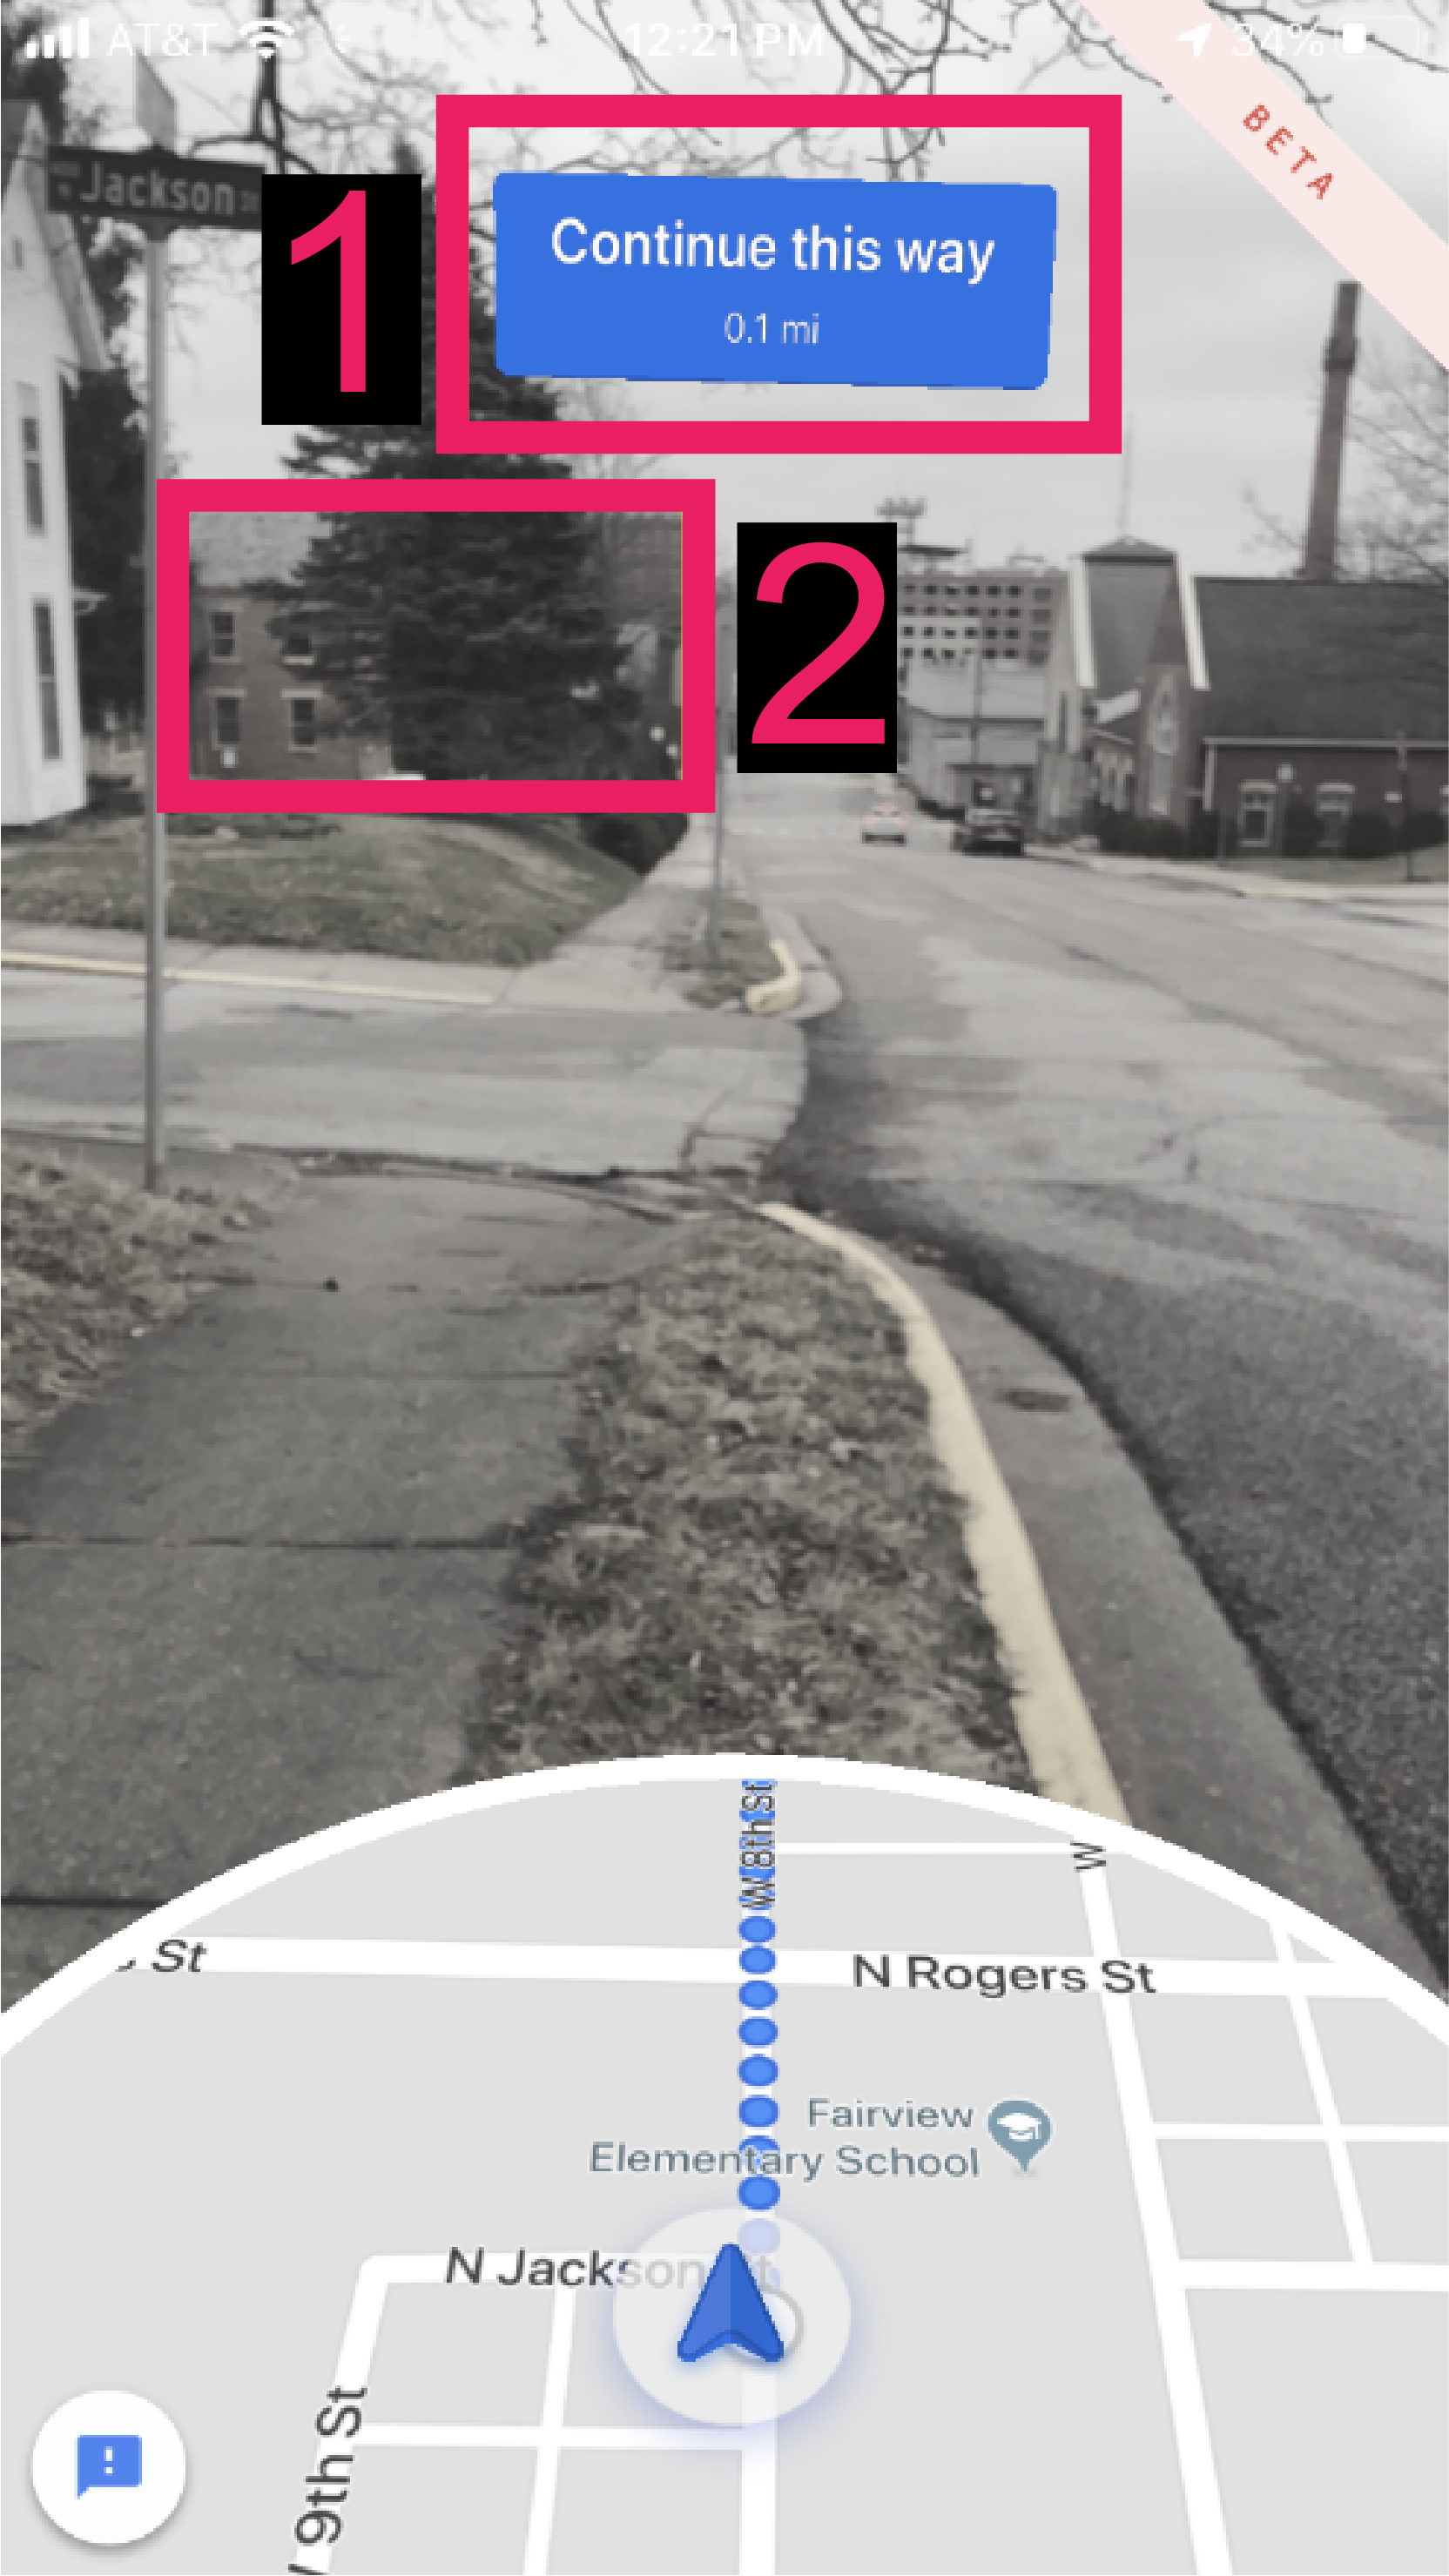 AT&T 12:21 PM 34%
BETA
N Jackson ST
1
Continue this way
0.1 mi
2
W 8th St
W
St
N Rogers St
Fairview
Elementary School
N Jackson St
9th St